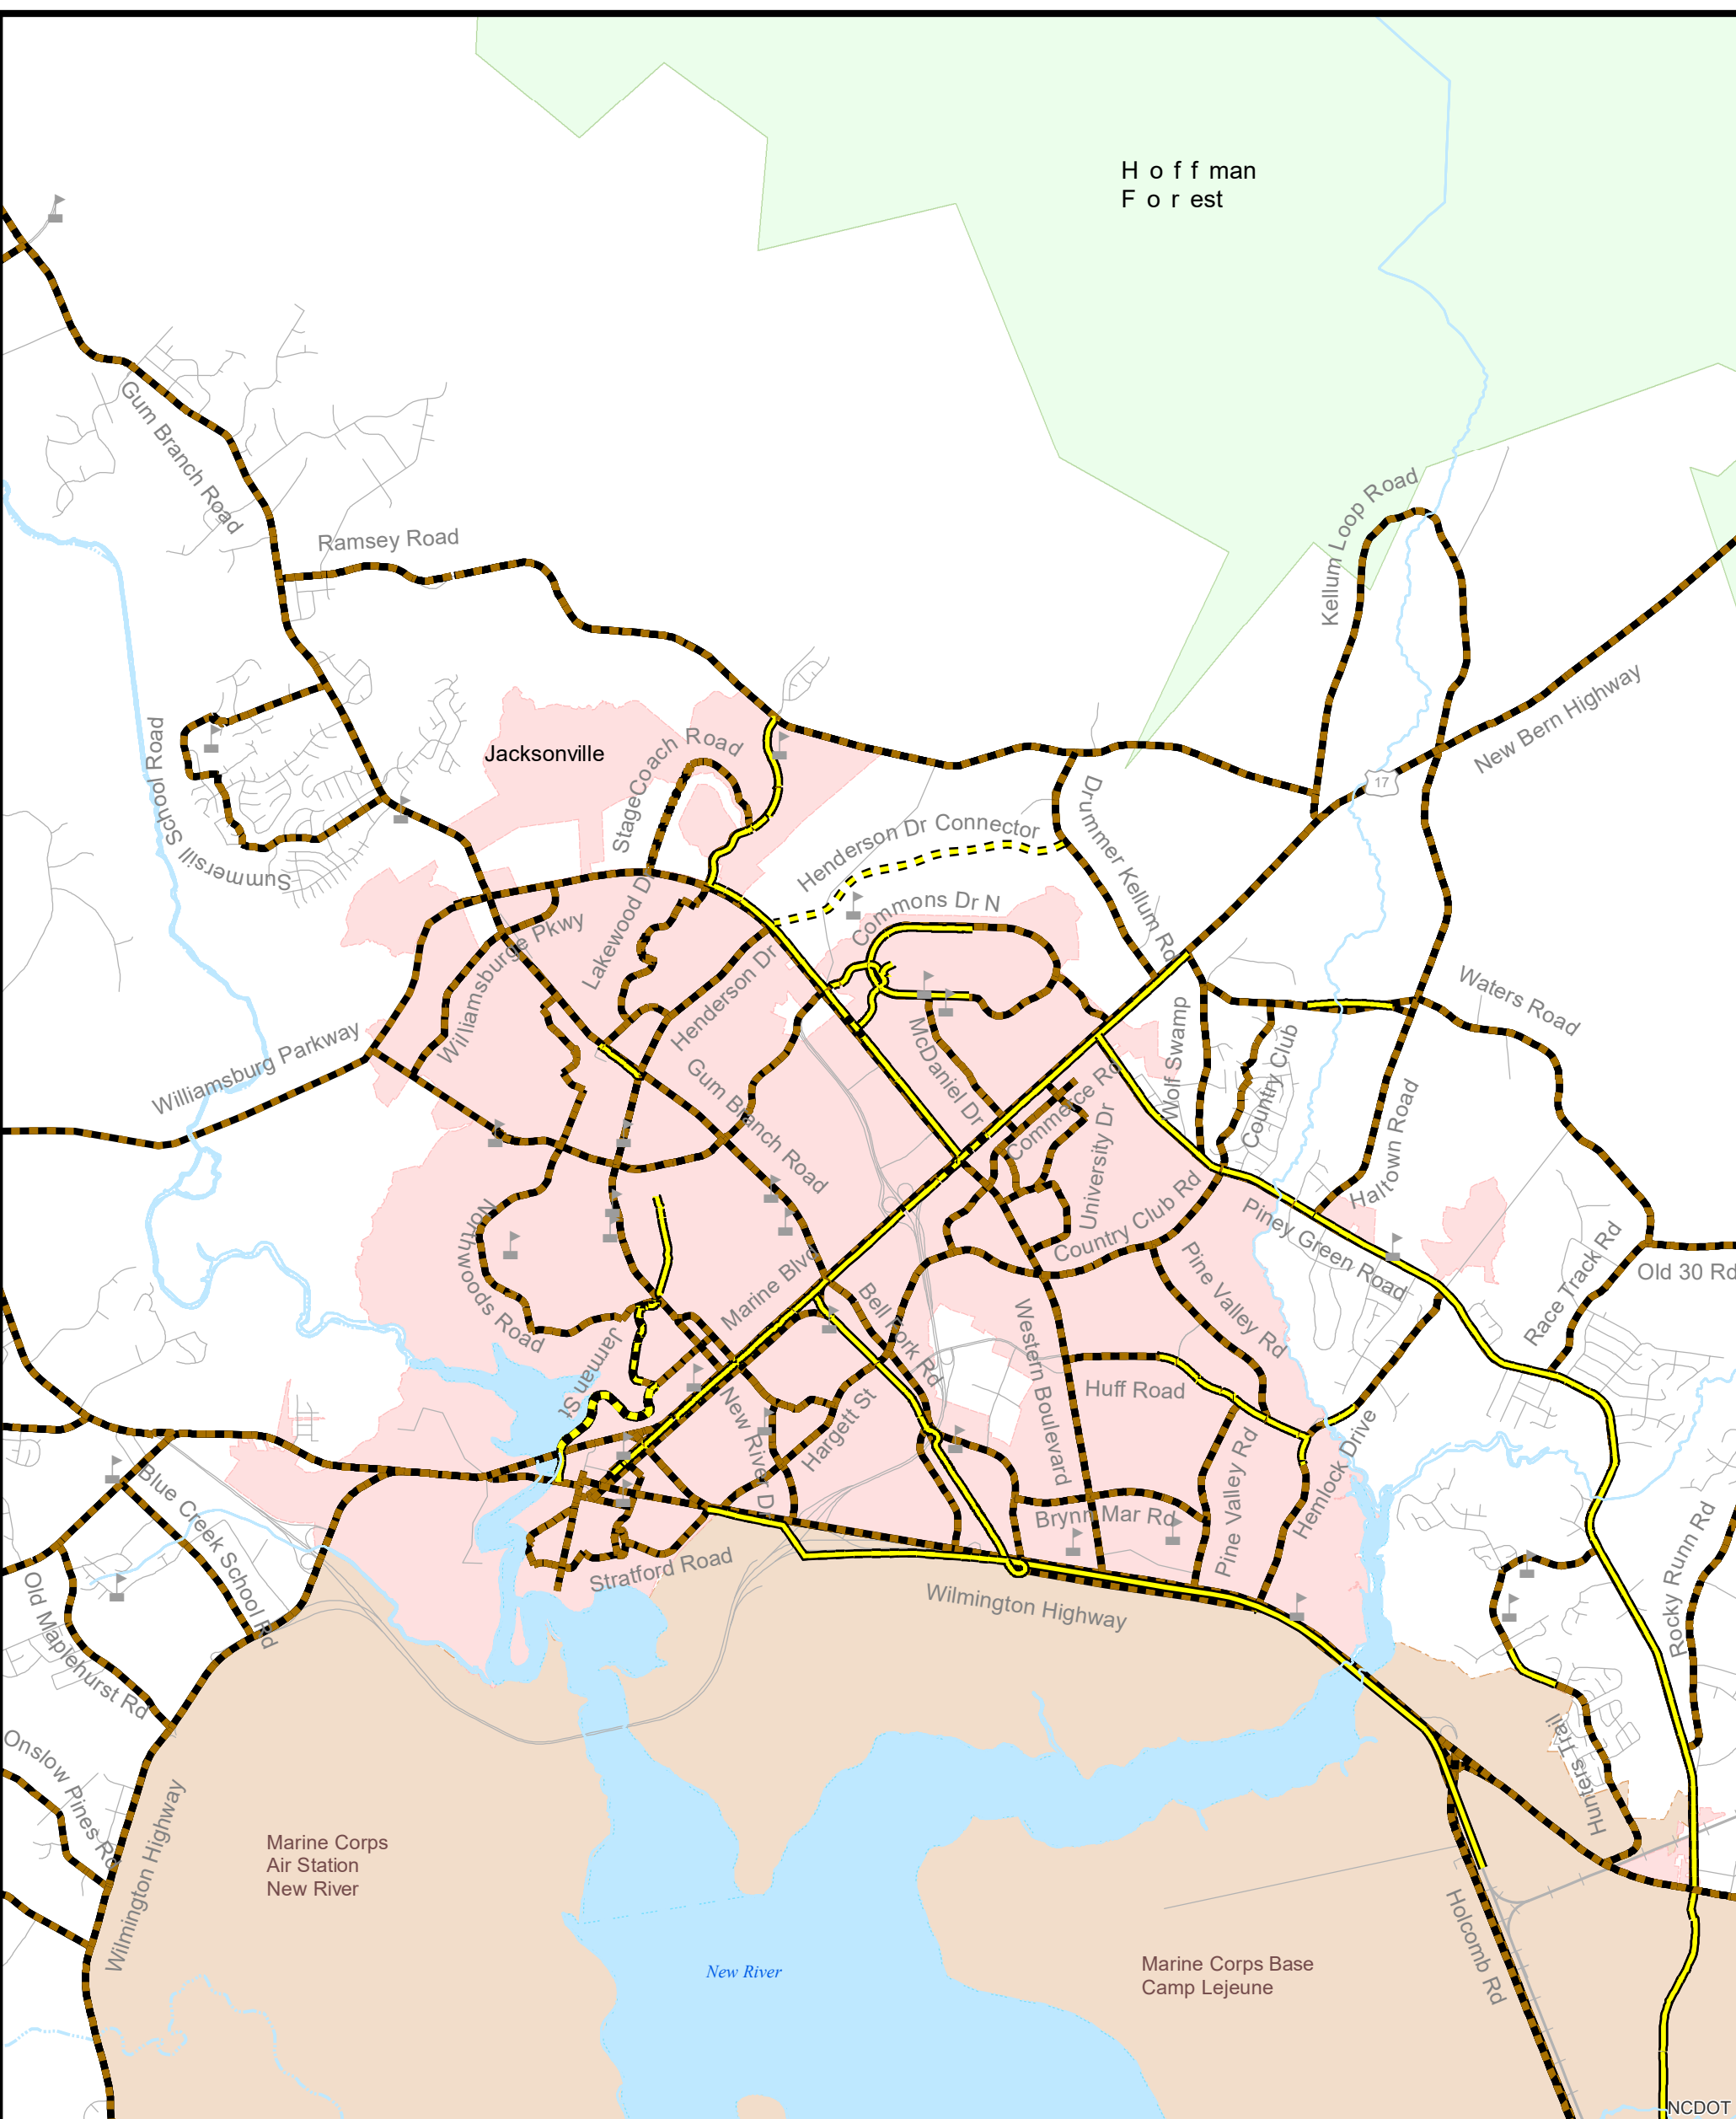 H o f f man
F o r est
Gum Branch Road
Ramsey Road
Kellum Loop Road
New Bern Highway
17
School Road
Summersill
Jacksonville
StageCoach Road
Henderson Dr Connector
Drummer Kellum Rd
Commons Dr N
Lakewood Dr
Williamsburge Pkwy
Henderson Dr
Williamsburg Parkway
Gum Branch Road
McDaniel Dr
Commerce Rd
Wolf Swamp
Country Club
Waters Road
Haltown Road
University Dr
Country Club Rd
Piney Green Road
Race Track Rd
Old 30 Rd
Northwoods Road
Marine Blvd
Bell Fork Rd
Pine Valley Rd
Jarman St
Western Boulevard
Huff Road
New River D
Hargett St
Pine Valley Rd
Hemlock Drive
Brynn Mar Rd
Blue Creek School Rd
Old Maplehurst Rd
Stratford Road
Wilmington Highway
Rocky Runn Rd
Hunters Trail
Onslow Pines Rd
Wilmington Highway
Marine Corps
Air Station
New River
New River
Marine Corps Base
Camp Lejeune
Holcomb Rd
NCDOT